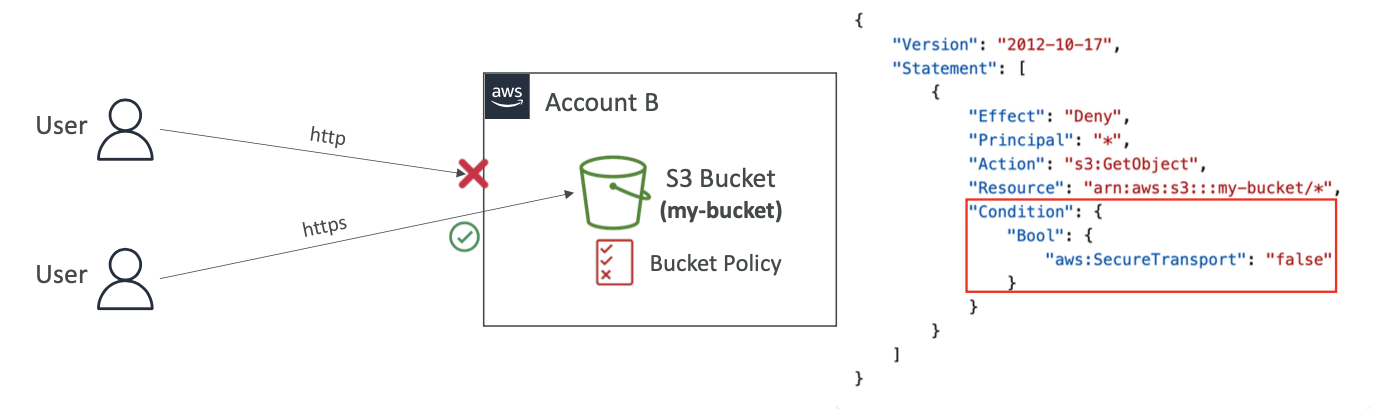 User
http
https
User
aws
Account B
S3 Bucket
(my-bucket)
Bucket Policy
{
    "Version": "2012-10-17",
    "Statement": [
        {
            "Effect": "Deny",
            "Principal": "*",
            "Action": "s3:GetObject",
            "Resource": "arn:aws:s3:::my-bucket/*",
            "Condition": {
                "Bool": {
                    "aws:SecureTransport": "false"
                }
            }
        }
    ]
}